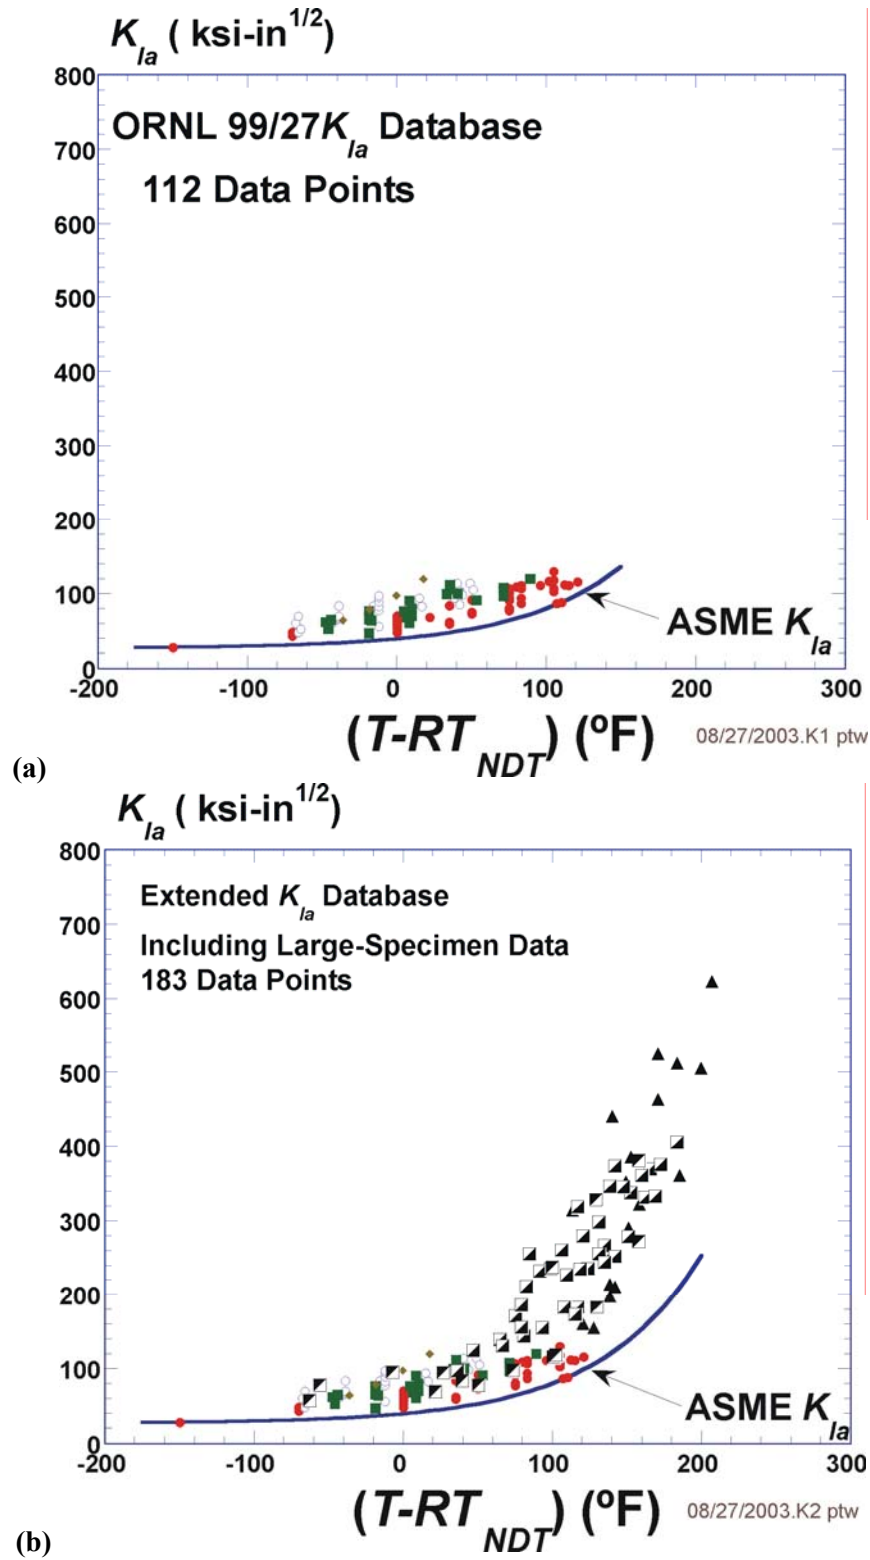 K_Ia ( ksi-in^1/2)
800
ORNL 99/27K_Ia Database
700
112 Data Points
600
500
400
300
200
100
ASME K_Ia
0
-200 -100 0 100 200 300
(T-RT_NDT) (ºF)
08/27/2003.K1 ptw
(a)
K_Ia ( ksi-in^1/2)
800
Extended K_Ia Database
700
Including Large-Specimen Data
183 Data Points
600
500
400
300
200
100
ASME K_Ia
0
-200 -100 0 100 200 300
(T-RT_NDT) (ºF)
08/27/2003.K2 ptw
(b)